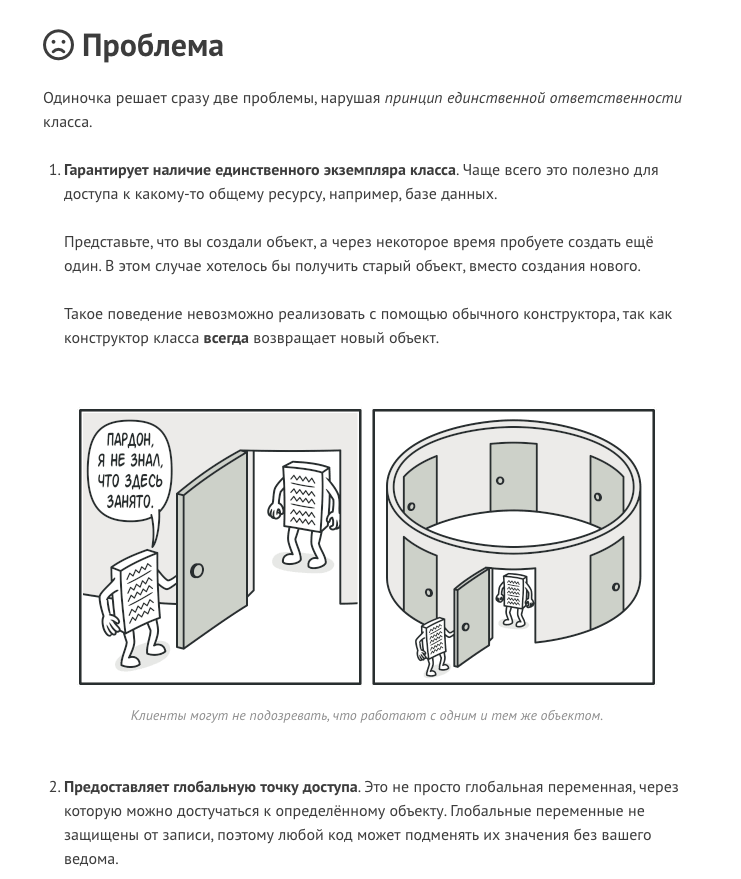 Проблема
Одиночка решает сразу две проблемы, нарушая принцип единственной ответственности
класса.
1. Гарантирует наличие единственного экземпляра класса. Чаще всего это полезно для
доступа к какому-то общему ресурсу, например, базе данных.
Представьте, что вы создали объект, а через некоторое время пробуете создать ещё
один. В этом случае хотелось бы получить старый объект, вместо создания нового.
Такое поведение невозможно реализовать с помощью обычного конструктора, так как
конструктор класса всегда возвращает новый объект.
ПАРДОН,
Я НЕ ЗНАЛ,
ЧТО ЗДЕСЬ
ЗАНЯТО.
Клиенты могут не подозревать, что работают с одним и тем же объектом.
2. Предоставляет глобальную точку доступа. Это не просто глобальная переменная, через
которую можно достучаться к определённому объекту. Глобальные переменные не
защищены от записи, поэтому любой код может подменять их значения без вашего
ведома.